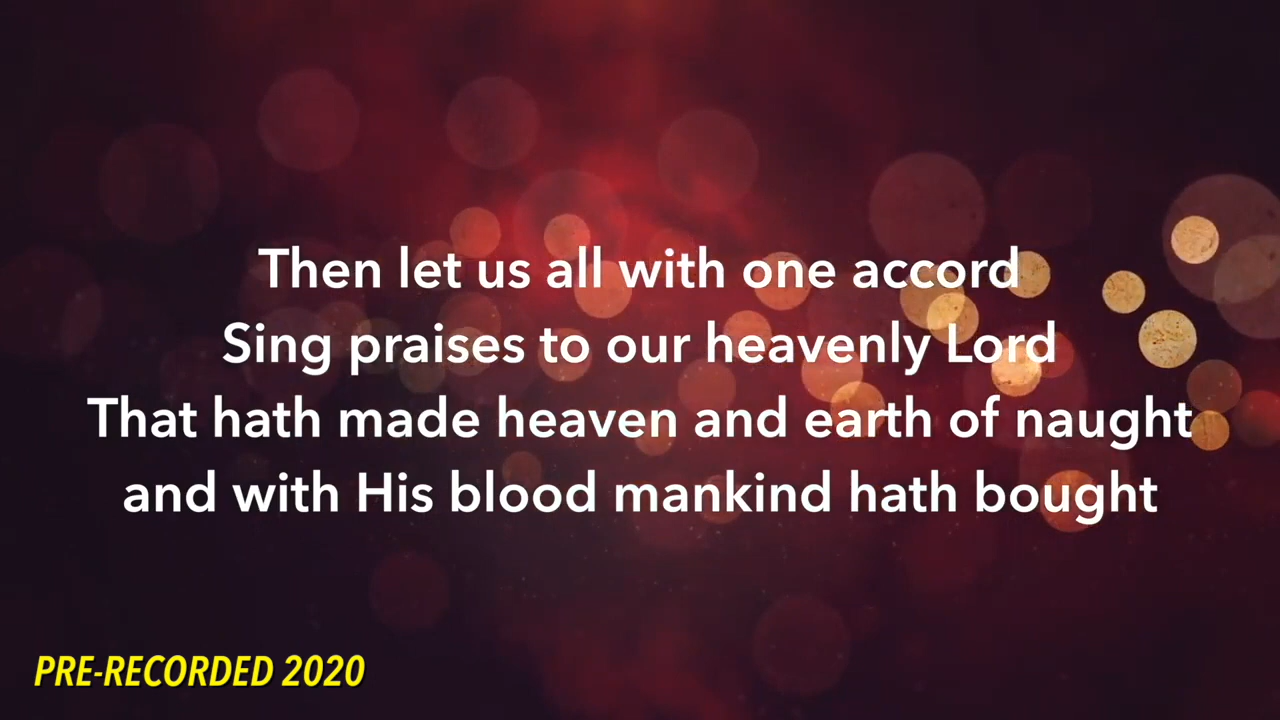 Then let us all with one accord
Sing praises to our heavenly Lord
That hath made heaven and earth of naught
and with His blood mankind hath bought
PRE-RECORDED 2020